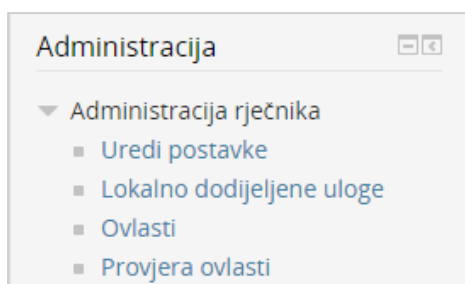 Administracija
Administracija rječnika
Uredi postavke
Lokalno dodijeljene uloge
Ovlasti
Provjera ovlasti